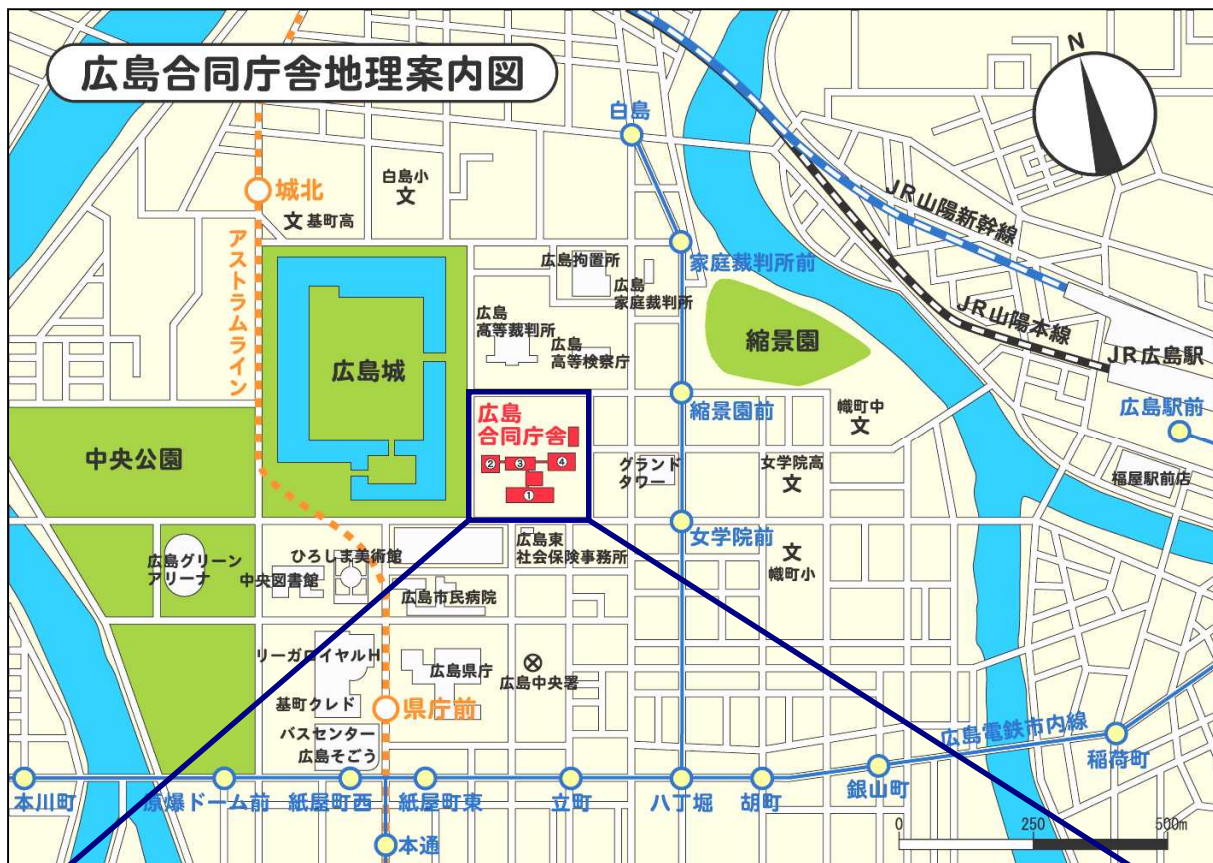 広島合同庁舎地理案内図
N
白島
城北
白島小
文
文 基町高
アストラムライン
JR山陽新幹線
JR山陽本線
JR広島駅
広島駅前
福屋駅前店
家庭裁判所前
広島拘置所
広島
家庭裁判所
広島
高等裁判所
広島
高等検察庁
縮景園
広島城
中央公園
縮景園前
幟町中
文
広島
合同庁舎
②
③
④
①
グランド
タワー
女学院高
文
女学院前
文
幟町小
広島東
社会保険事務所
広島グリーン
アリーナ
ひろしま美術館
中央図書館
広島市民病院
リーガロイヤルH
広島県庁
広島中央署
基町クレド
県庁前
バスセンター
広島そごう
広島電鉄市内線
稲荷町
本川町
原爆ドーム前
紙屋町西
紙屋町東
立町
八丁堀
胡町
銀山町
本通
0
250
500m